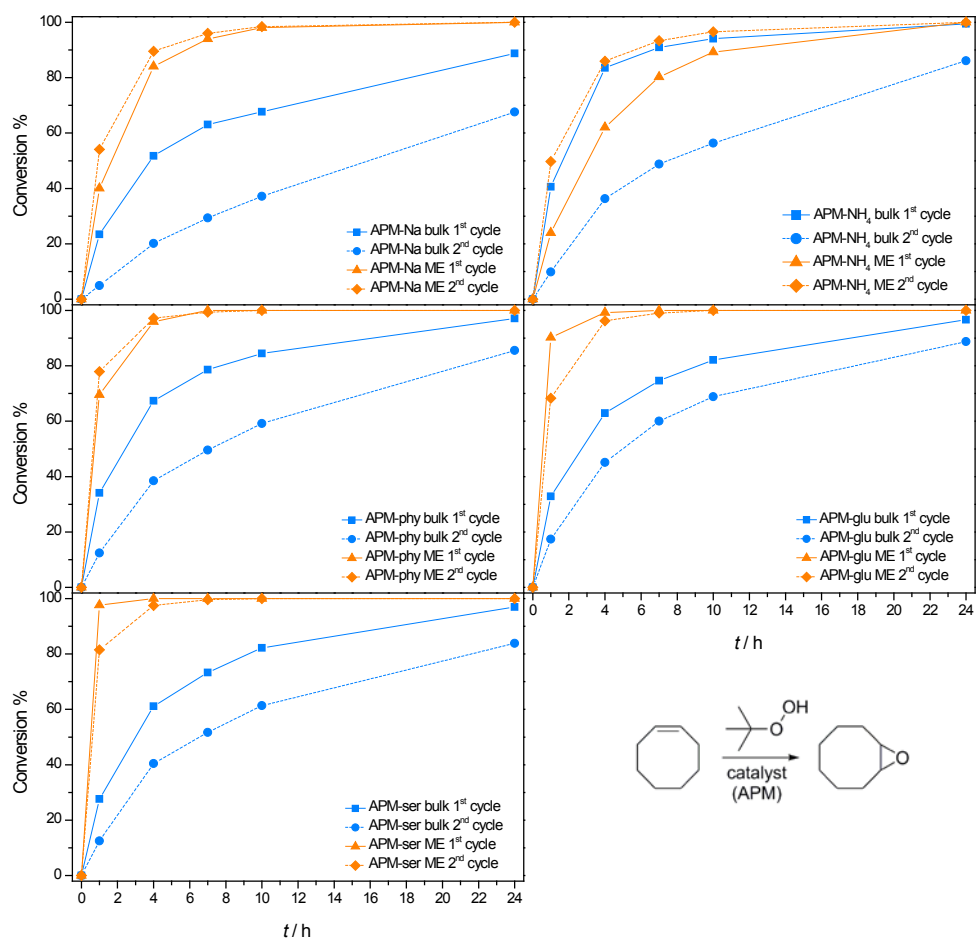 100
80
60
40
20
0
Conversion %
APM-Na bulk 1st cycle
APM-Na bulk 2nd cycle
APM-Na ME 1st cycle
APM-Na ME 2nd cycle
APM-NH4 bulk 1st cycle
APM-NH4 bulk 2nd cycle
APM-NH4 ME 1st cycle
APM-NH4 ME 2nd cycle
100
80
60
40
20
0
Conversion %
APM-phy bulk 1st cycle
APM-phy bulk 2nd cycle
APM-phy ME 1st cycle
APM-phy ME 2nd cycle
APM-glu bulk 1st cycle
APM-glu bulk 2nd cycle
APM-glu ME 1st cycle
APM-glu ME 2nd cycle
0 2 4 6 8 10 12 14 16 18 20 22 24
t / h
100
80
60
40
20
0
Conversion %
APM-ser bulk 1st cycle
APM-ser bulk 2nd cycle
APM-ser ME 1st cycle
APM-ser ME 2nd cycle
0 2 4 6 8 10 12 14 16 18 20 22 24
t / h
OH
O
catalyst
(APM)
O